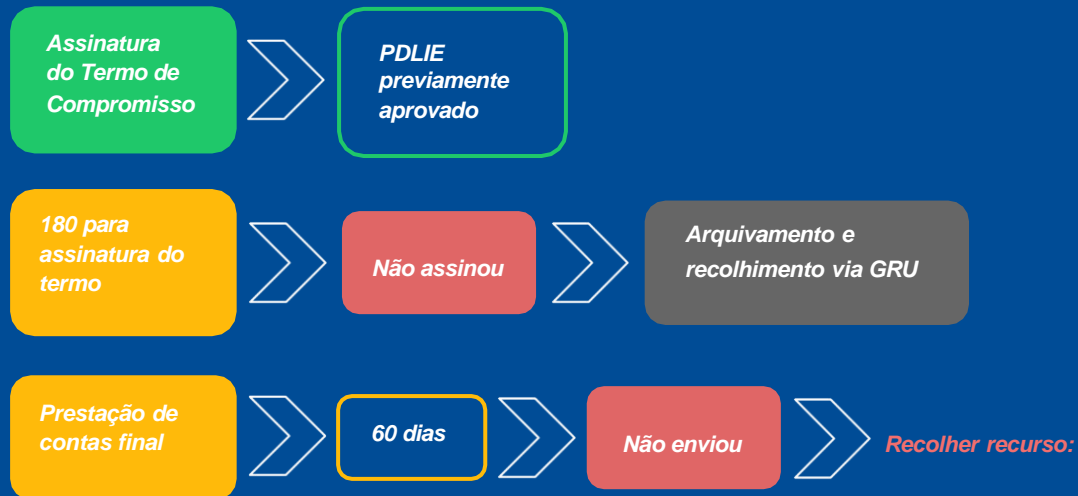 Assinatura
do Termo de
Compromisso
PDLIE
previamente
aprovado
180 para
assinatura do
termo
Não assinou
Arquivamento e
recolhimento via GRU
Prestação de
contas final
60 dias
Não enviou
Recolher recurso: